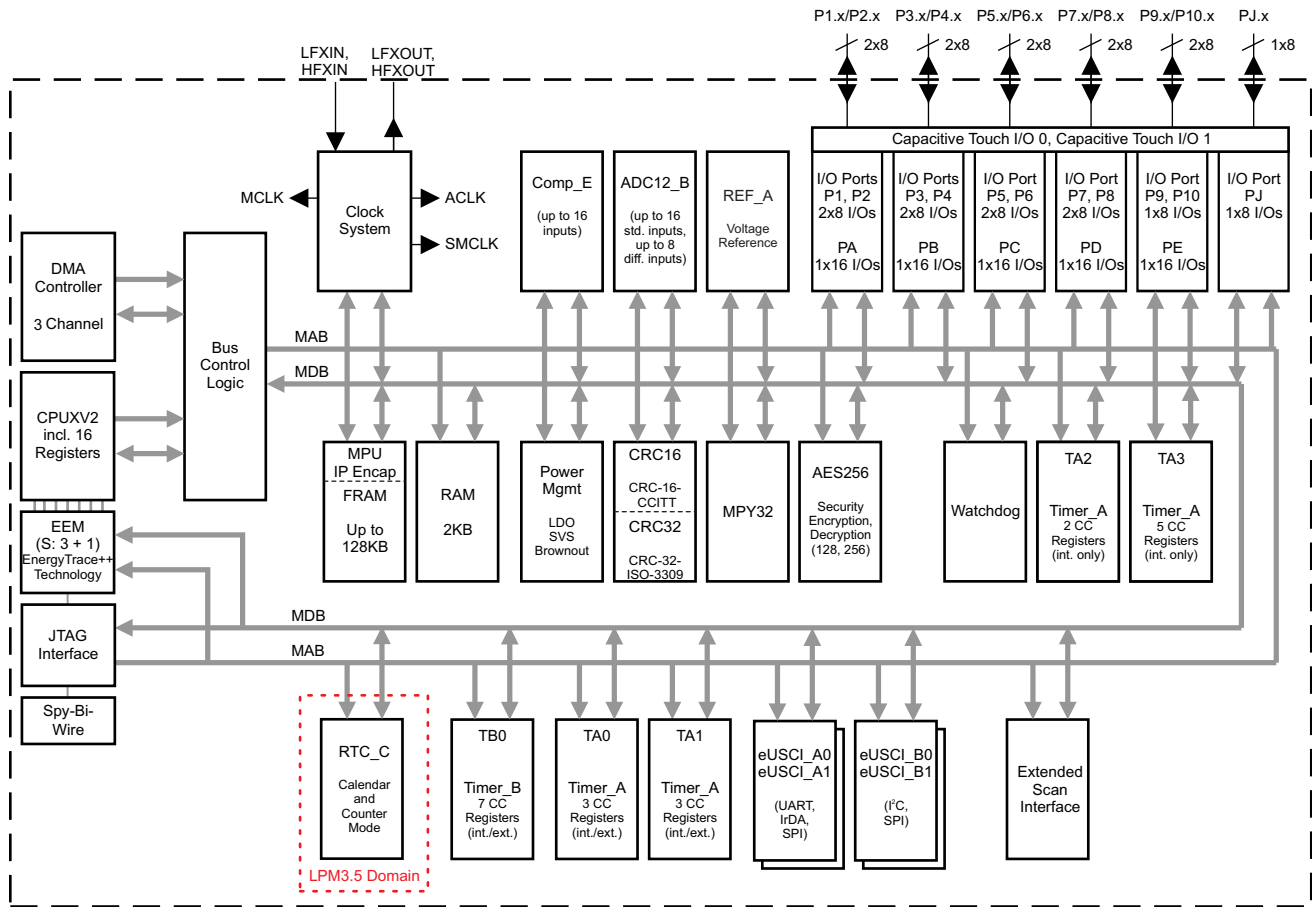 P1.x/P2.x P3.x/P4.x P5.x/P6.x P7.x/P8.x P9.x/P10.x PJ.x
2x8 2x8 2x8 2x8 2x8 1x8
LFXIN,
HFXIN
LFXOUT,
HFXOUT
Capacitive Touch I/O 0, Capacitive Touch I/O 1
MCLK
Clock
System
ACLK
SMCLK
Comp_E
(up to 16
inputs)
ADC12_B
(up to 16
std. inputs,
up to 8
diff. inputs)
REF_A
Voltage
Reference
I/O Ports
P1, P2
2x8 I/Os
PA
1x16 I/Os
I/O Ports
P3, P4
2x8 I/Os
PB
1x16 I/Os
I/O Port
P5, P6
2x8 I/Os
PC
1x16 I/Os
I/O Port
P7, P8
2x8 I/Os
PD
1x16 I/Os
I/O Port
P9, P10
1x8 I/Os
PE
1x16 I/Os
I/O Port
PJ
1x8 I/Os
DMA
Controller
3 Channel
Bus
Control
Logic
MAB
MDB
CPUXV2
incl. 16
Registers
EEM
(S: 3 + 1)
EnergyTrace++
Technology
JTAG
Interface
Spy-Bi-
Wire
MPU
IP Encap
FRAM
Up to
128KB
RAM
2KB
Power
Mgmt
LDO
SVS
Brownout
CRC16
CRC-16-
CCITT
CRC32
CRC-32-
ISO-3309
MPY32
AES256
Security
Encryption,
Decryption
(128, 256)
Watchdog
TA2
Timer_A
2 CC
Registers
(int. only)
TA3
Timer_A
5 CC
Registers
(int. only)
MDB
MAB
RTC_C
Calendar
and
Counter
Mode
LPM3.5 Domain
TB0
Timer_B
7 CC
Registers
(int./ext.)
TA0
Timer_A
3 CC
Registers
(int./ext.)
TA1
Timer_A
3 CC
Registers
(int./ext.)
eUSCI_A0
eUSCI_A1
(UART,
IrDA,
SPI)
eUSCI_B0
eUSCI_B1
(I²C,
SPI)
Extended
Scan
Interface